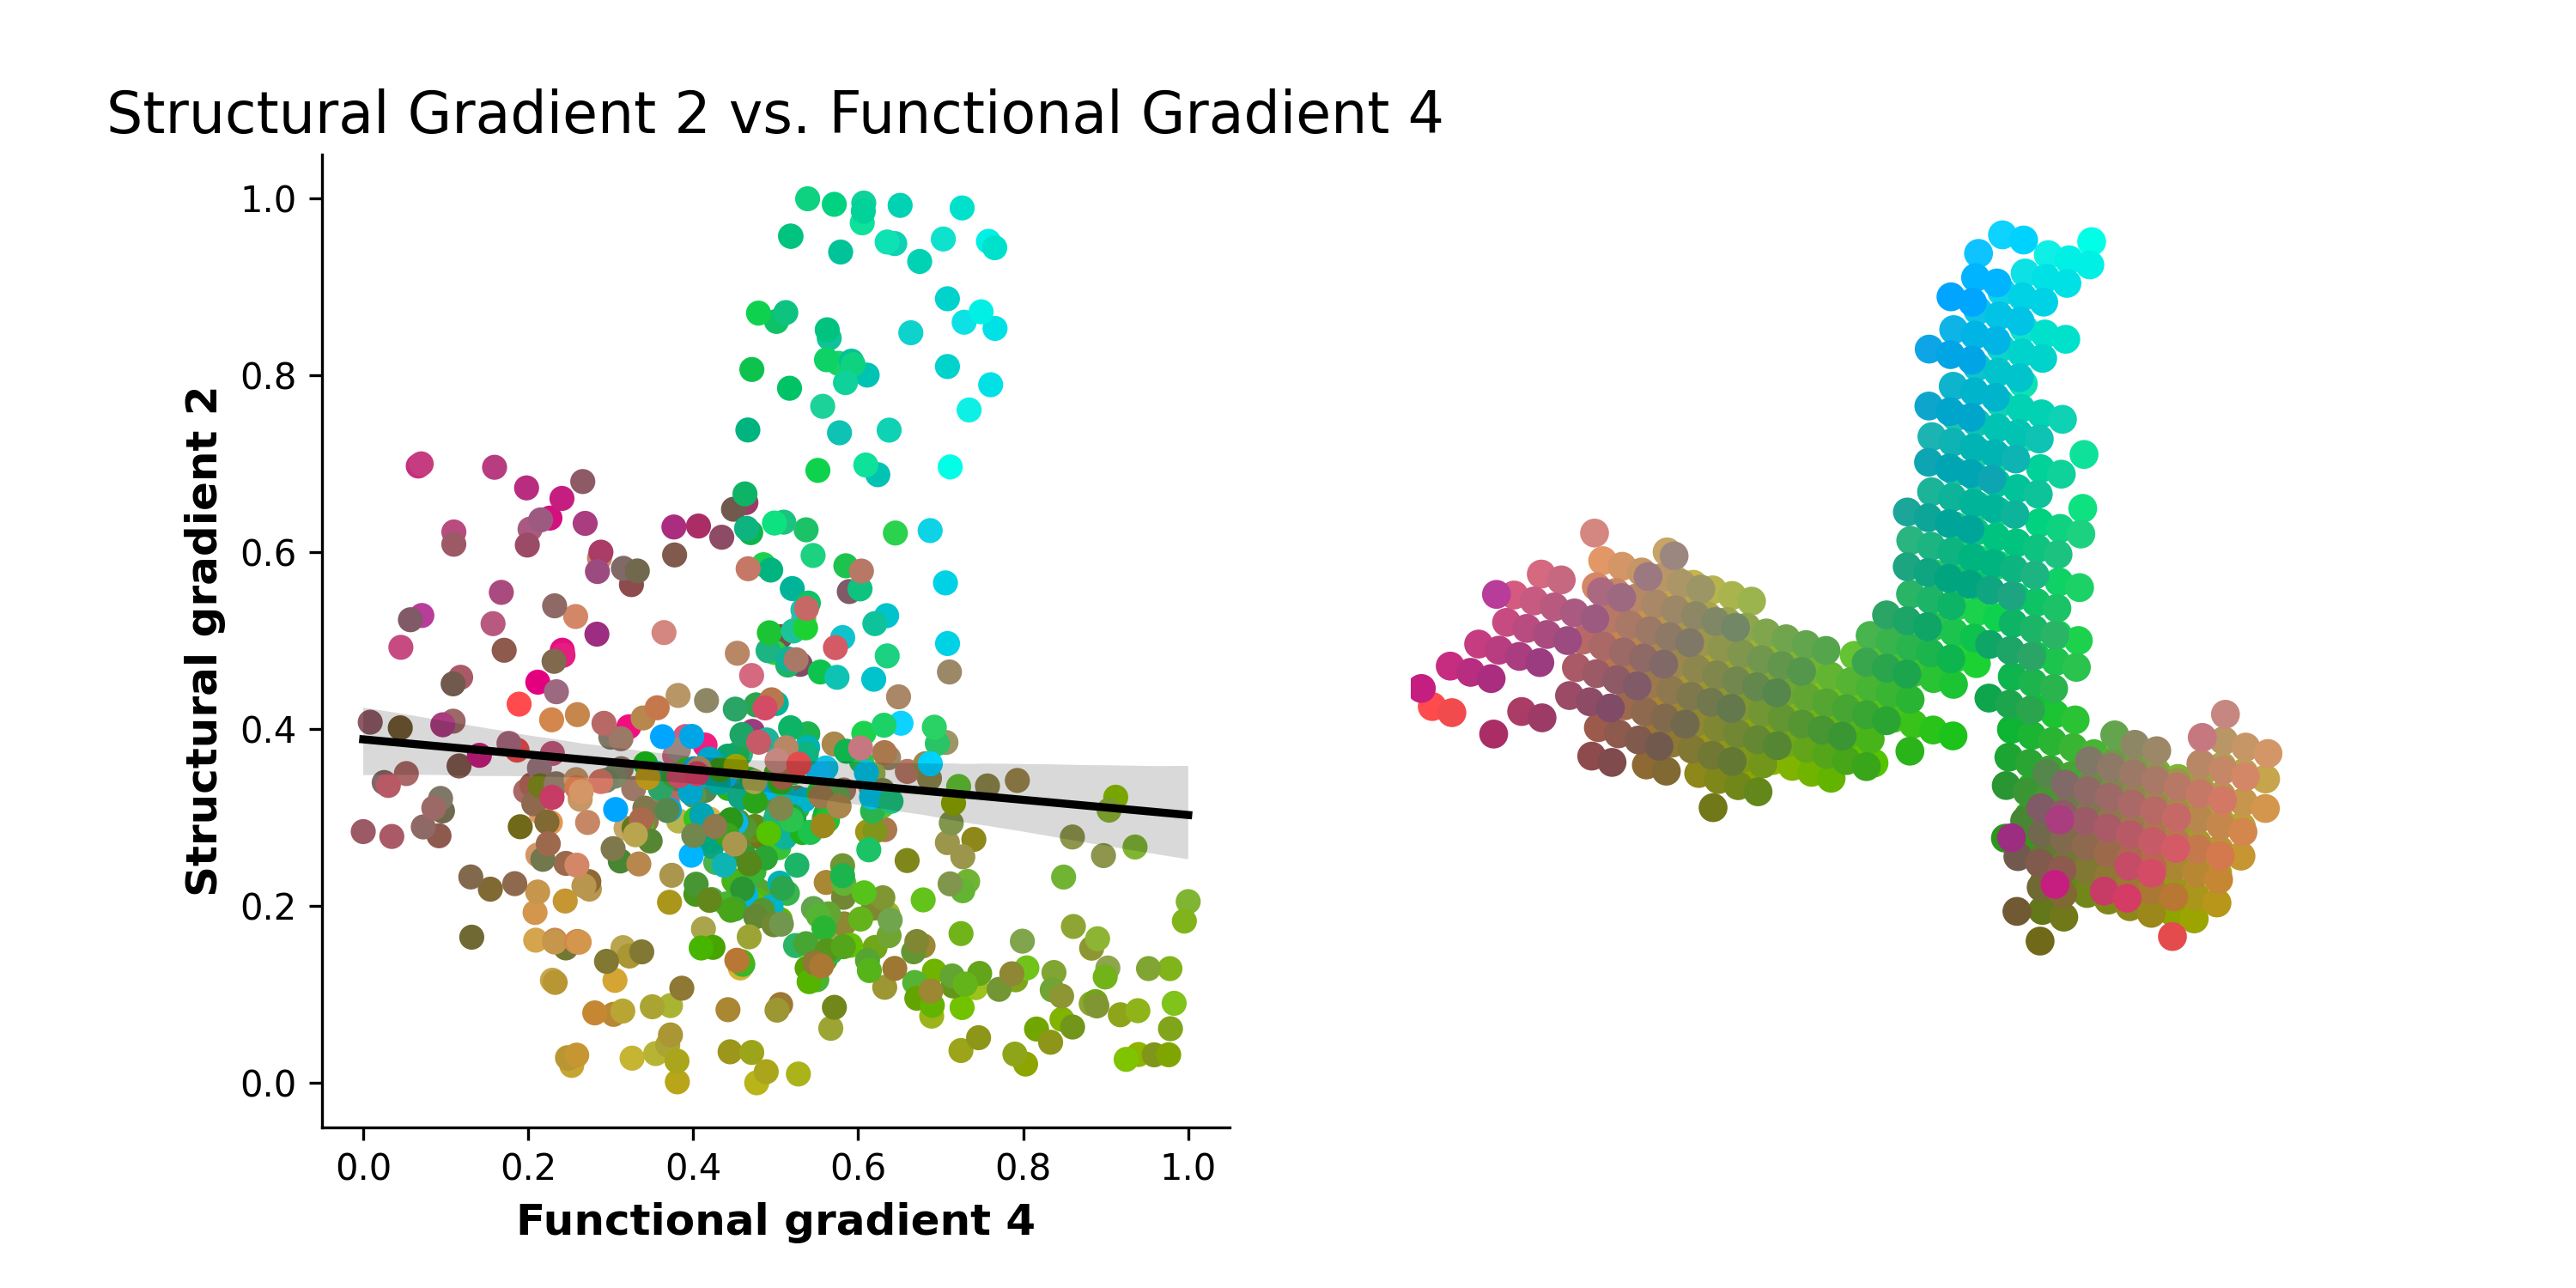 Structural Gradient 2 vs. Functional Gradient 4
Structural gradient 2
1.0
0.8
0.6
0.4
0.2
0.0
0.0 0.2 0.4 0.6 0.8 1.0
Functional gradient 4